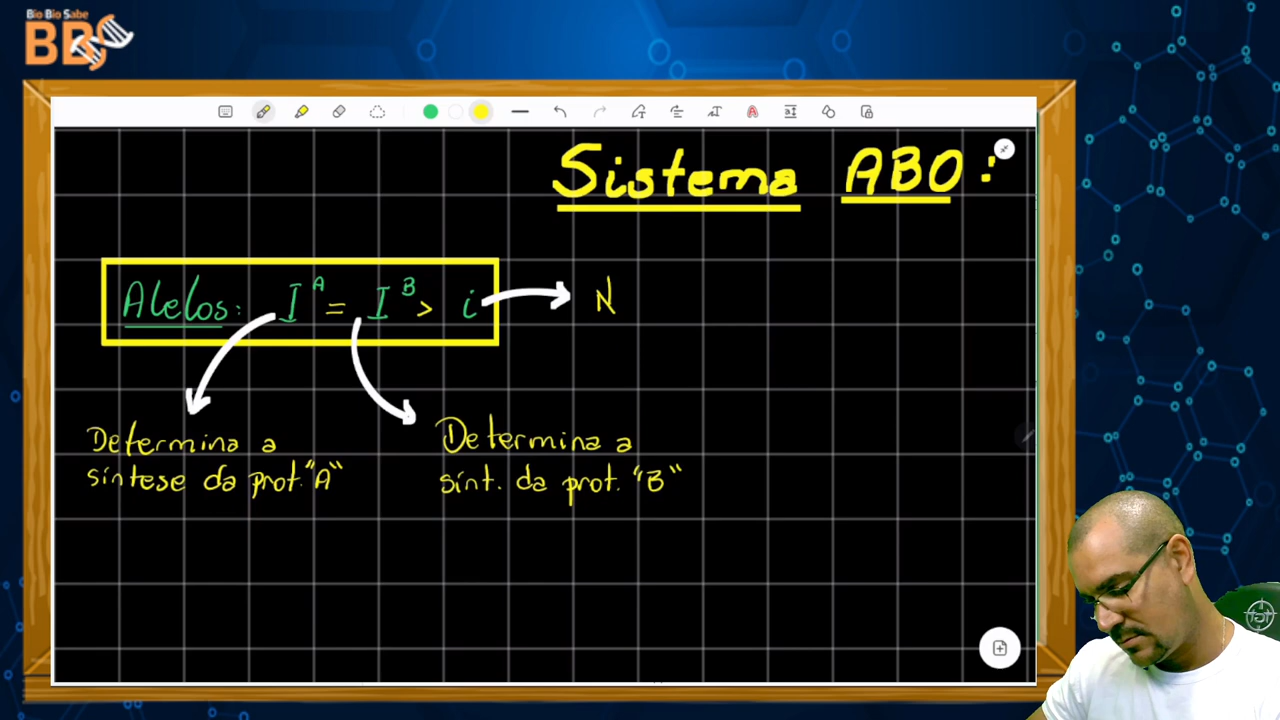 Bio Bio Sabe
BBS
Sistema ABO:
Alelos: I^A = I^B > i → N
Determina a
síntese da prot. "A"
Determina a
sínt. da prot. "B"